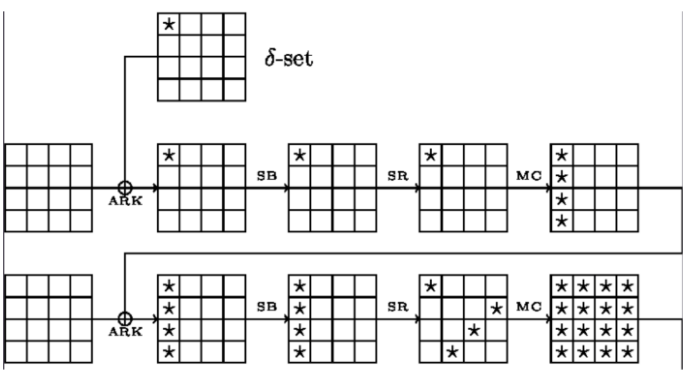 ★
δ-set
★ ★ SB ★ SR ★ MC ★
★
★
★
ARK
★ ★ SB ★ SR ★ MC ★ ★ ★ ★
★ ★ ★ ★ ★ ★ ★
★ ★ ★ ★ ★ ★ ★
★ ★ ★ ★ ★ ★ ★
ARK